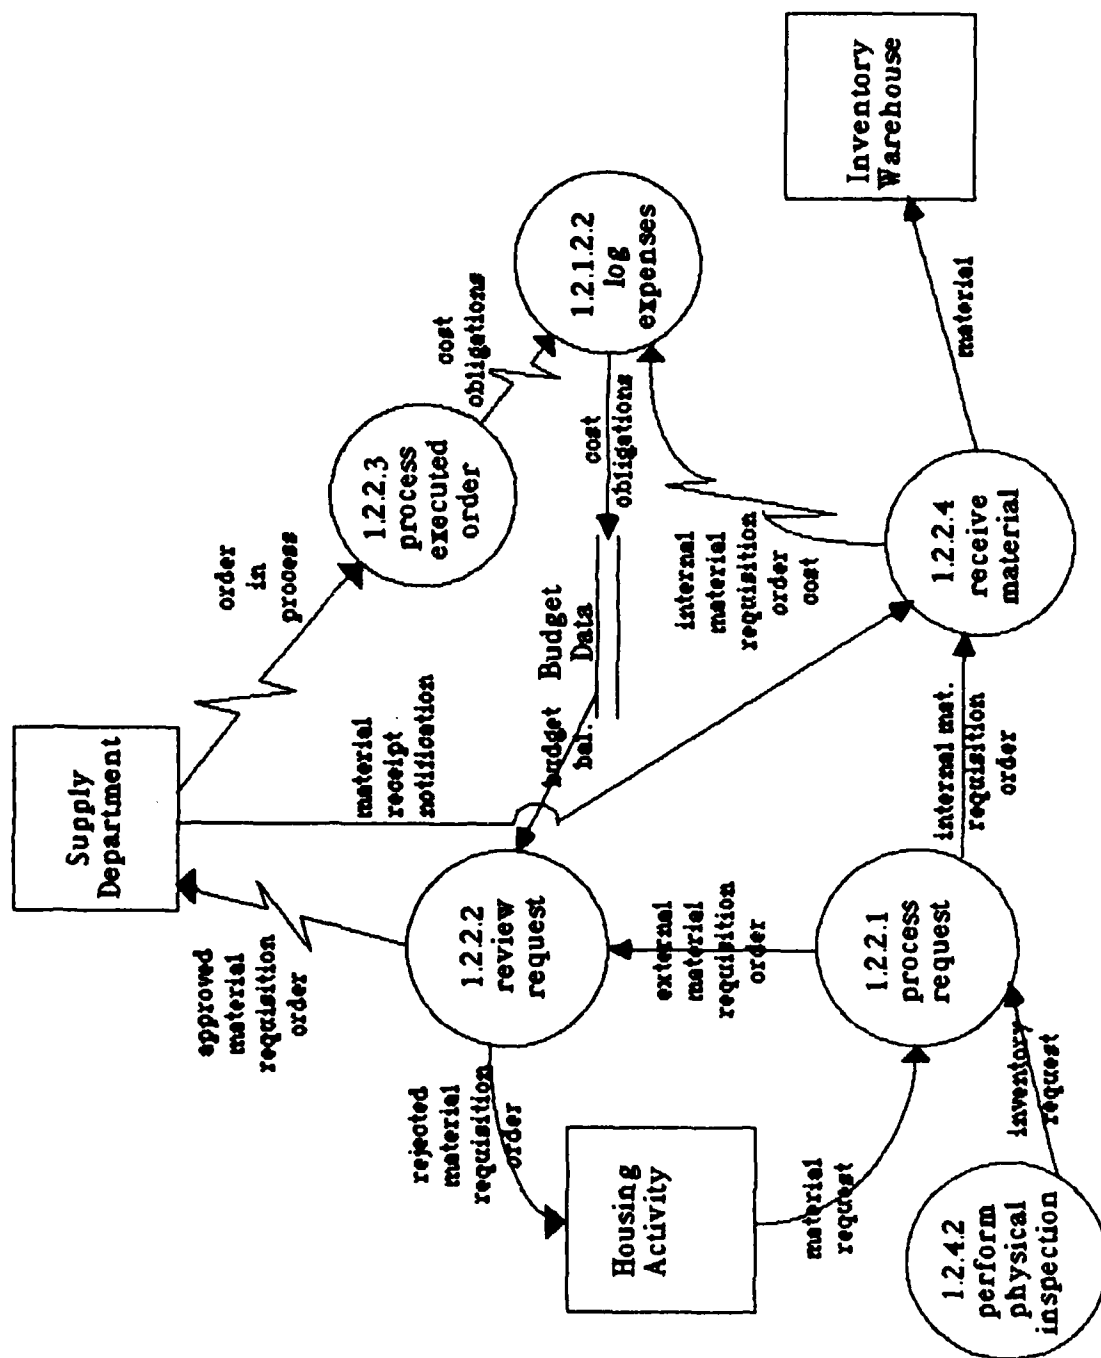 Supply
Department
approved
material
requisition
order
order
in
process
material
receipt
notification
1.2.2.3
process
executed
order
cost
obligations
1.2.1.2.2
log
expenses
cost
obligations
Budget
Data
budget
bal.
1.2.2.2
review
request
rejected
material
requisition
order
Housing
Activity
external
material
requisition
order
internal
material
requisition
order
cost
material
request
1.2.2.1
process
request
internal mat.
requisition
order
1.2.2.4
receive
material
material
Inventory
Warehouse
inventory
request
1.2.4.2
perform
physical
inspection